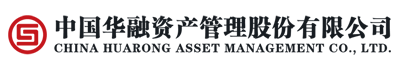 中国华融资产管理股份有限公司
CHINA HUARONG ASSET MANAGEMENT CO., LTD.